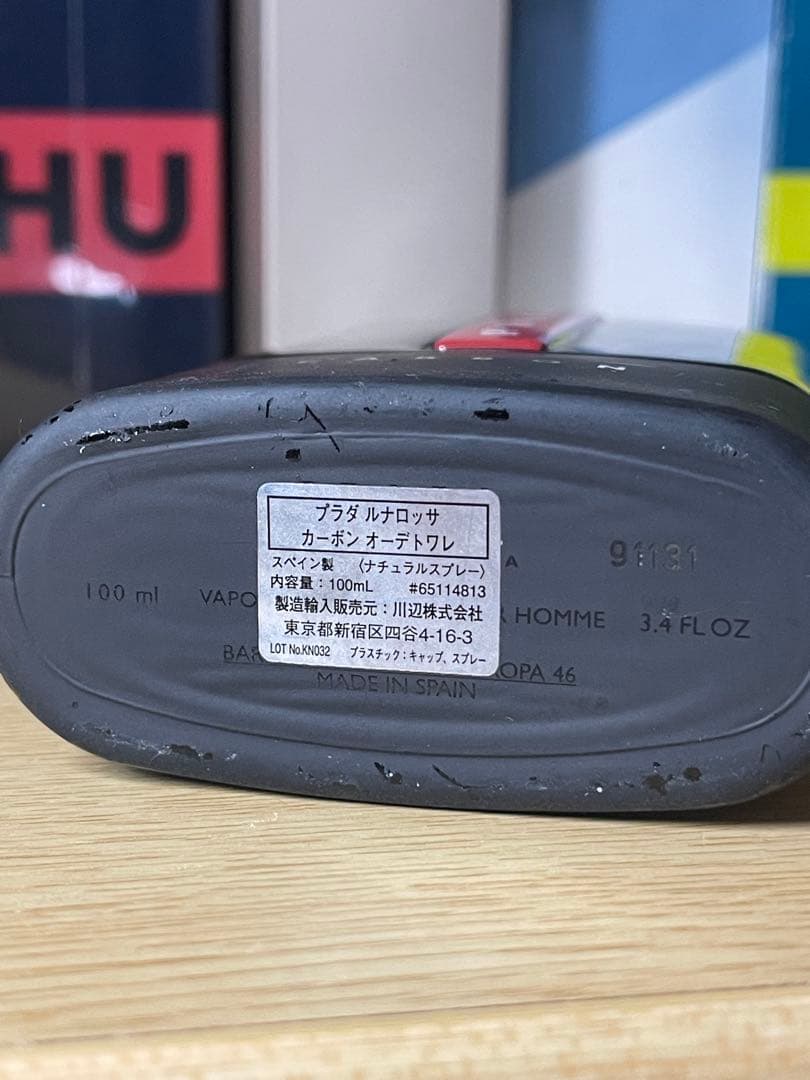 HU
CARBON
プラダ ルナロッサ
カーボン オーデトワレ
スペイン製 〈ナチュラルスプレー〉
内容量：100mL #65114813
製造輸入販売元：川辺株式会社
東京都新宿区四谷4-16-3
LOT No.KN032 プラスチック：キャップ、スプレー
A 91131
100 ml VAPO HOMME 3.4 FL OZ
OPA 46
MADE IN SPAIN